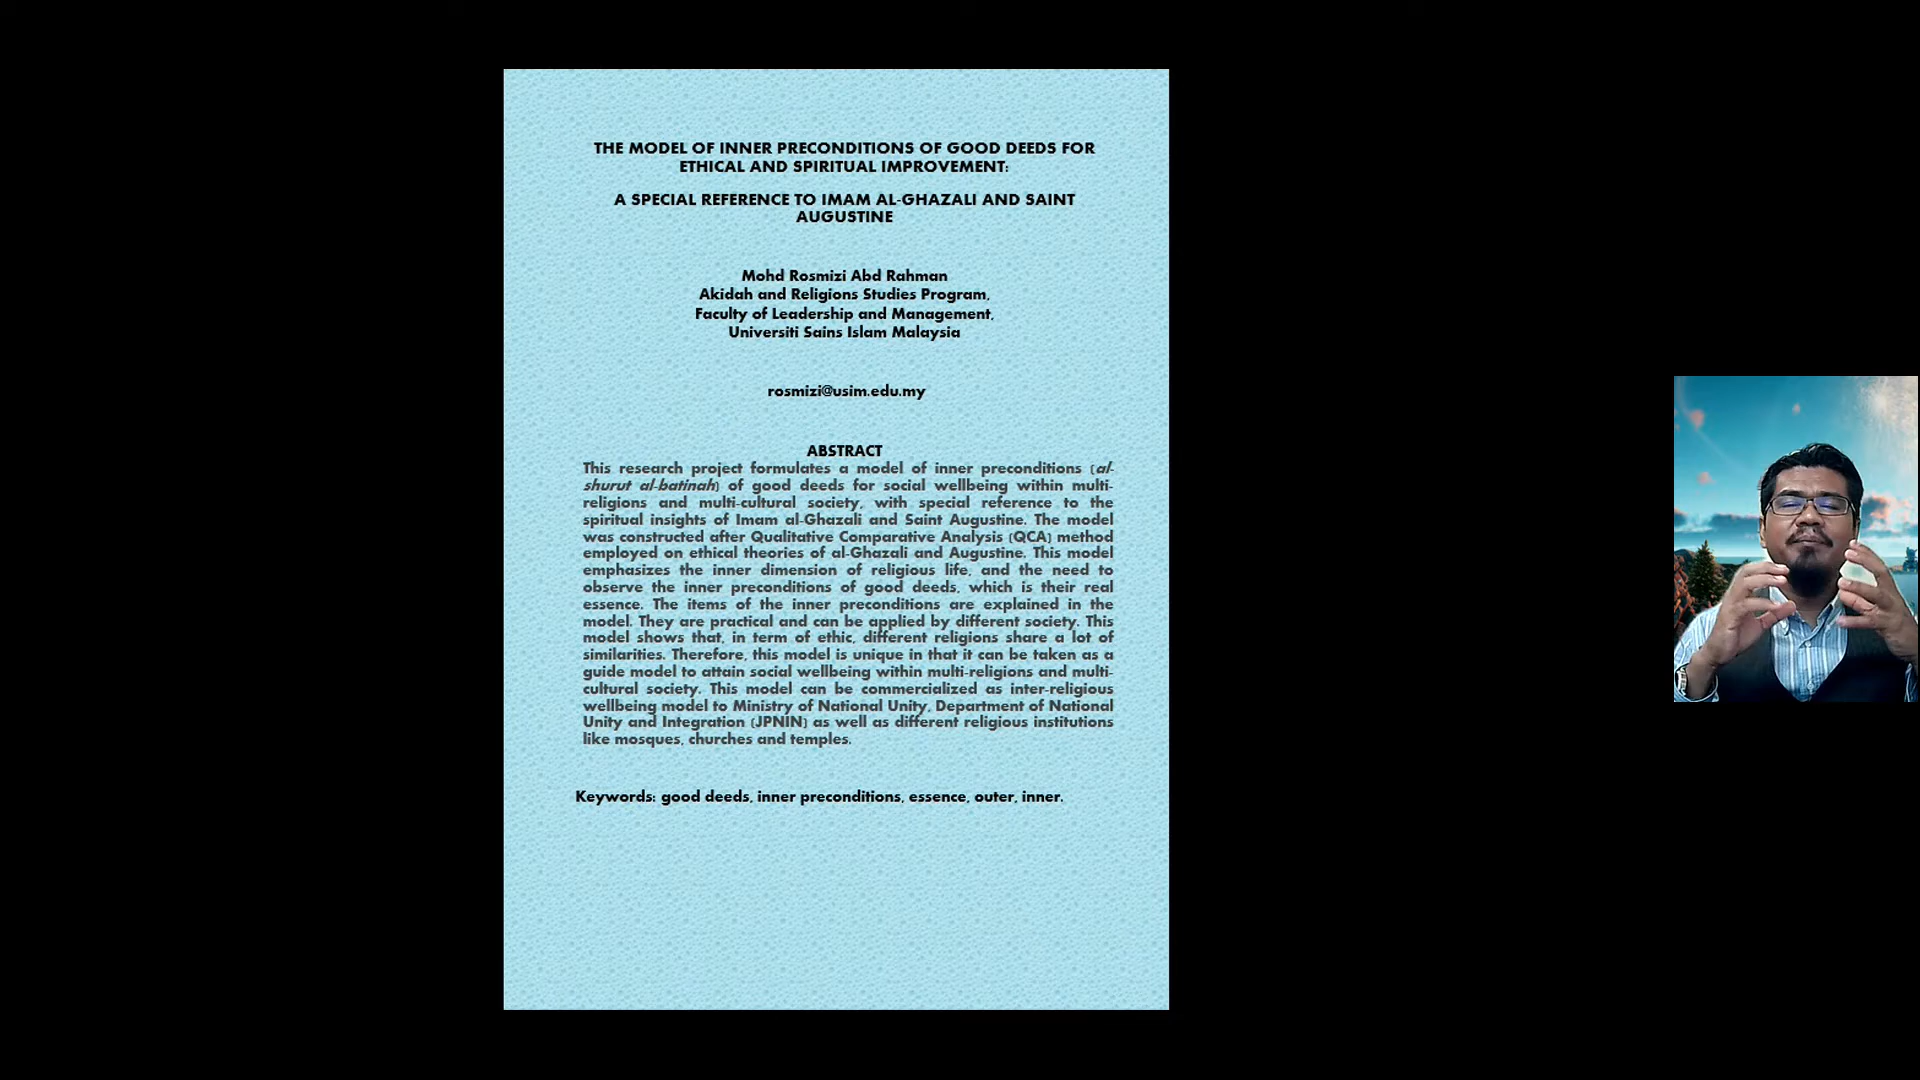 THE MODEL OF INNER PRECONDITIONS OF GOOD DEEDS FOR
ETHICAL AND SPIRITUAL IMPROVEMENT:
A SPECIAL REFERENCE TO IMAM AL-GHAZALI AND SAINT
AUGUSTINE
Mohd Rosmizi Abd Rahman
Akidah and Religions Studies Program,
Faculty of Leadership and Management,
Universiti Sains Islam Malaysia
rosmizi@usim.edu.my
ABSTRACT
This research project formulates a model of inner preconditions (al-
shurut al-batinah) of good deeds for social wellbeing within multi-
religions and multi-cultural society, with special reference to the
spiritual insights of Imam al-Ghazali and Saint Augustine. The model
was constructed after Qualitative Comparative Analysis (QCA) method
employed on ethical theories of al-Ghazali and Augustine. This model
emphasizes the inner dimension of religious life, and the need to
observe the inner preconditions of good deeds, which is their real
essence. The items of the inner preconditions are explained in the
model. They are practical and can be applied by different society. This
model shows that, in term of ethic, different religions share a lot of
similarities. Therefore, this model is unique in that it can be taken as a
guide model to attain social wellbeing within multi-religions and multi-
cultural society. This model can be commercialized as inter-religious
wellbeing model to Ministry of National Unity, Department of National
Unity and Integration (JPNIN) as well as different religious institutions
like mosques, churches and temples.
Keywords: good deeds, inner preconditions, essence, outer, inner.